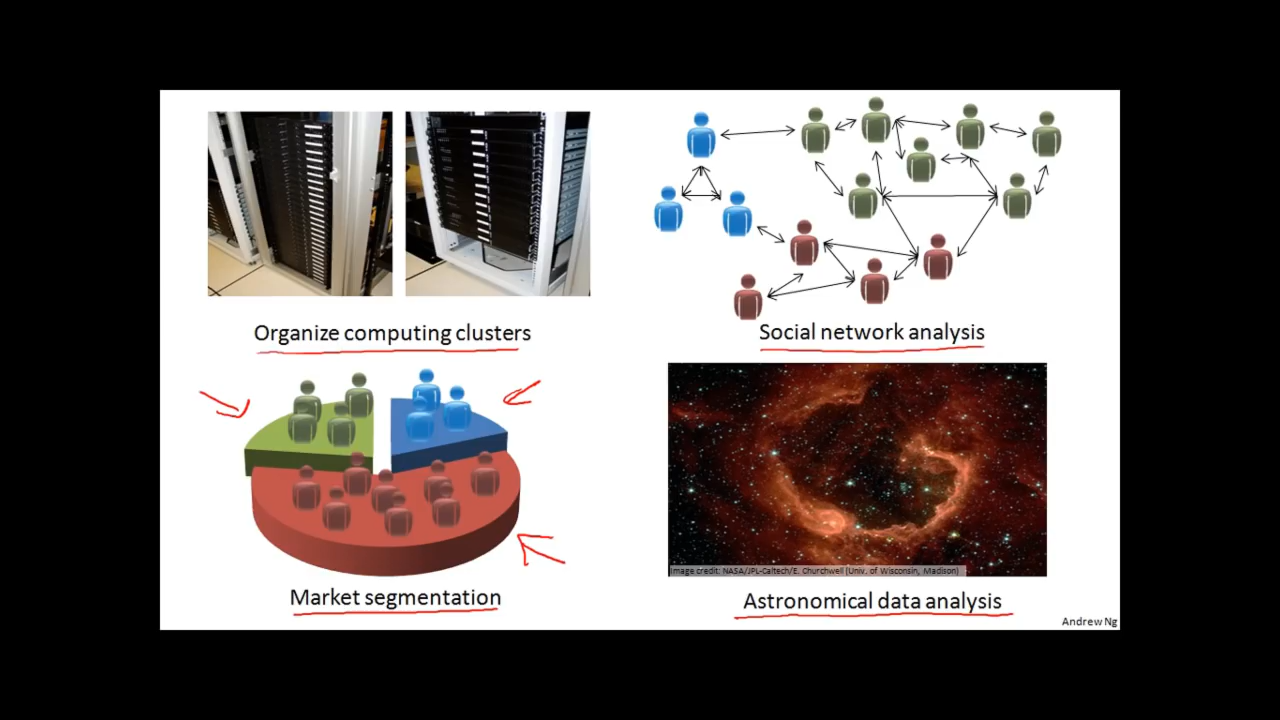 Organize computing clusters
Social network analysis
Market segmentation
Image credit: NASA/JPL-Caltech/E. Churchwell (Univ. of Wisconsin, Madison)
Astronomical data analysis
Andrew Ng